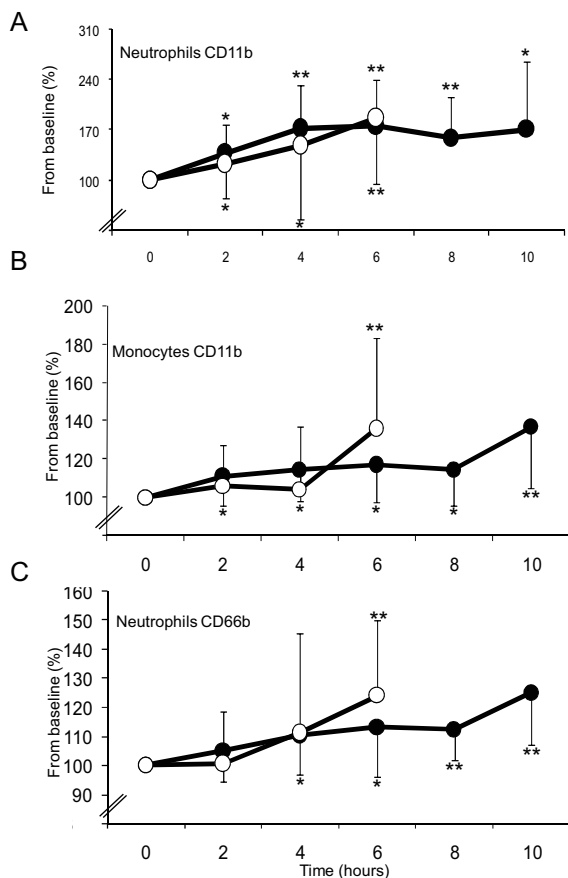 A
310
Neutrophils CD11b
**
**
**
*
240
*
170
100
*
*
**
From baseline (%)
0 2 4 6 8 10
B
200
**
180
Monocytes CD11b
160
140
120
100
* * * * **
From baseline (%)
0 2 4 6 8 10
C
160
Neutrophils CD66b
**
150
140
130
120
110
100
90
* * ** **
From baseline (%)
0 2 4 6 8 10
Time (hours)